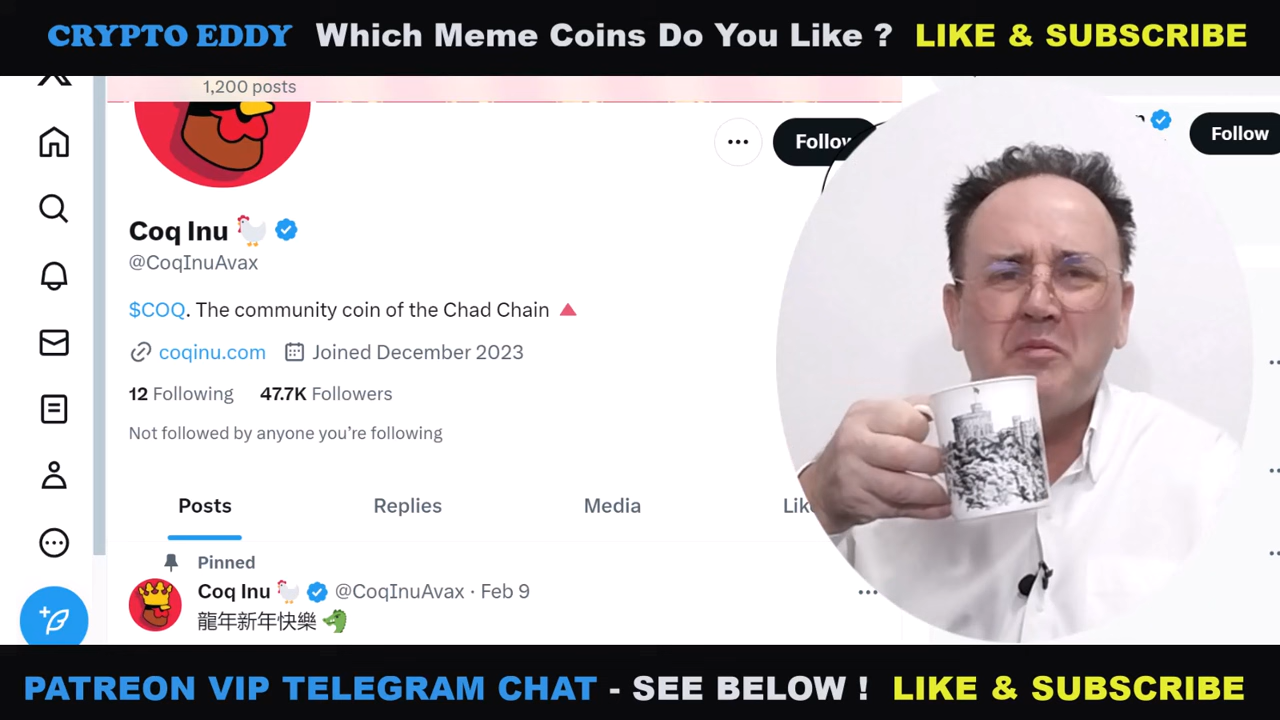 CRYPTO EDDY Which Meme Coins Do You Like ? LIKE & SUBSCRIBE
1,200 posts
Follow
Coq Inu
@CoqInuAvax
$COQ. The community coin of the Chad Chain
coqinu.com Joined December 2023
12 Following 47.7K Followers
Not followed by anyone you’re following
Posts Replies Media
Pinned
Coq Inu @CoqInuAvax · Feb 9
龍年新年快樂
PATREON VIP TELEGRAM CHAT - SEE BELOW ! LIKE & SUBSCRIBE